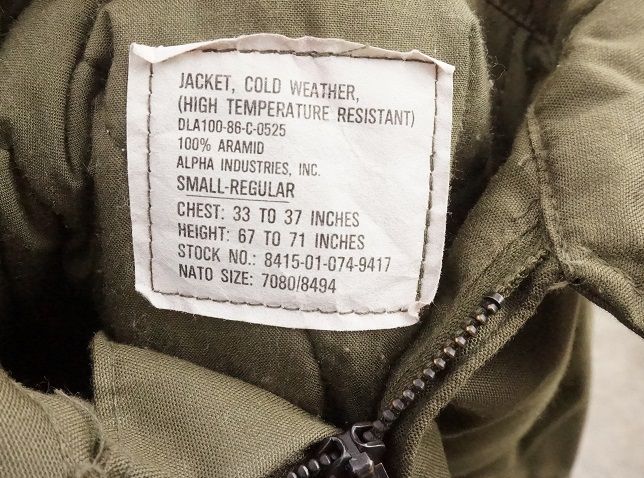 JACKET, COLD WEATHER,
(HIGH TEMPERATURE RESISTANT)
DLA100-86-C-0525
100% ARAMID
ALPHA INDUSTRIES, INC.
SMALL-REGULAR
CHEST: 33 TO 37 INCHES
HEIGHT: 67 TO 71 INCHES
STOCK NO.: 8415-01-074-9417
NATO SIZE: 7080/8494